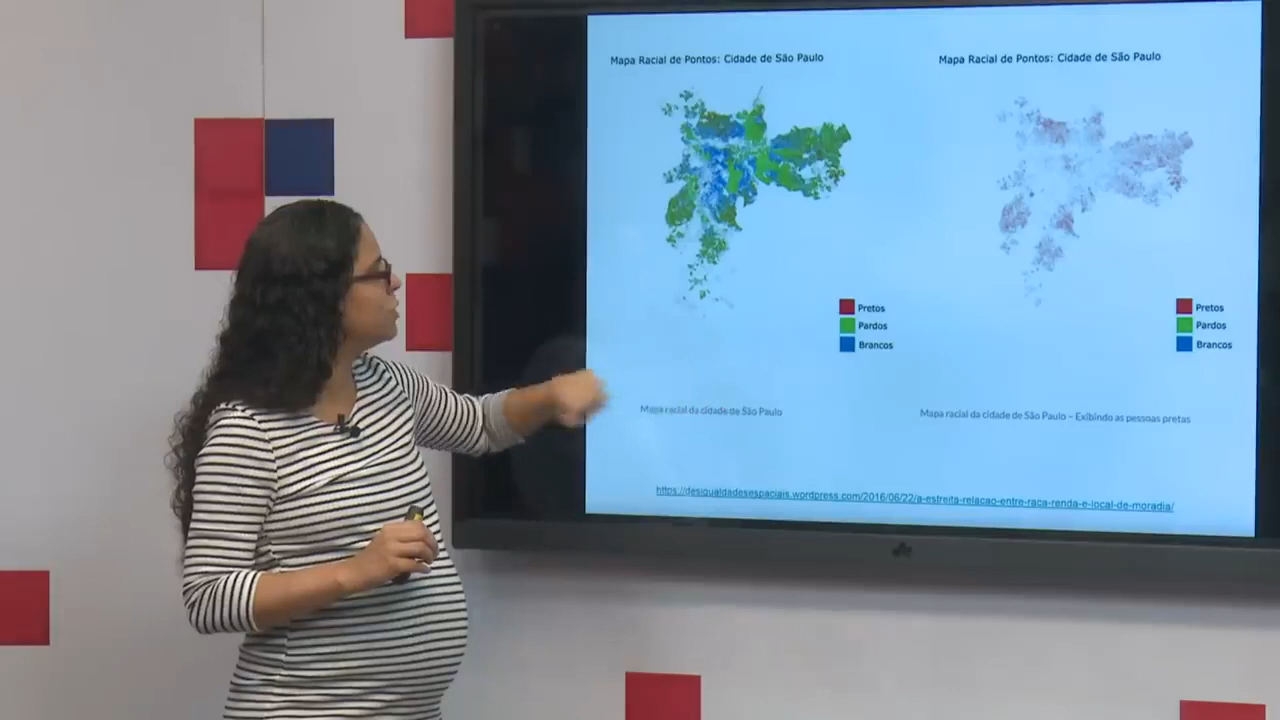 Mapa Racial de Pontos: Cidade de São Paulo
Pretos
Pardos
Brancos
Mapa racial da cidade de São Paulo
Mapa Racial de Pontos: Cidade de São Paulo
Pretos
Pardos
Brancos
Mapa racial da cidade de São Paulo – Exibindo as pessoas pretas
https://desigualdadesespaciais.wordpress.com/2016/06/22/a-estreita-relacao-entre-raca-renda-e-local-de-moradia/